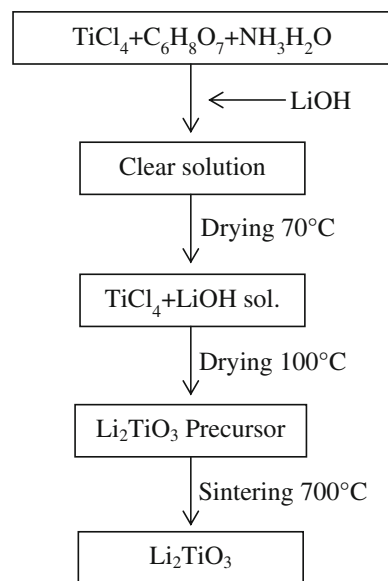 TiCl₄+C₆H₈O₇+NH₃H₂O
LiOH
Clear solution
Drying 70°C
TiCl₄+LiOH sol.
Drying 100°C
Li₂TiO₃ Precursor
Sintering 700°C
Li₂TiO₃